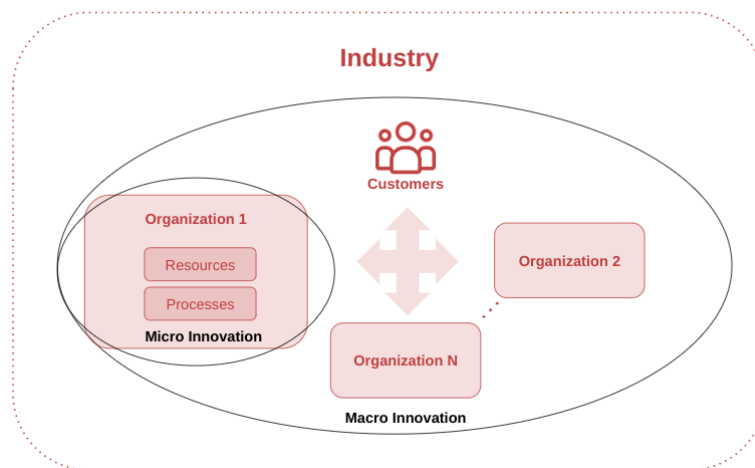 Industry
Customers
Organization 1
Resources
Processes
Micro Innovation
Organization 2
Organization N
Macro Innovation